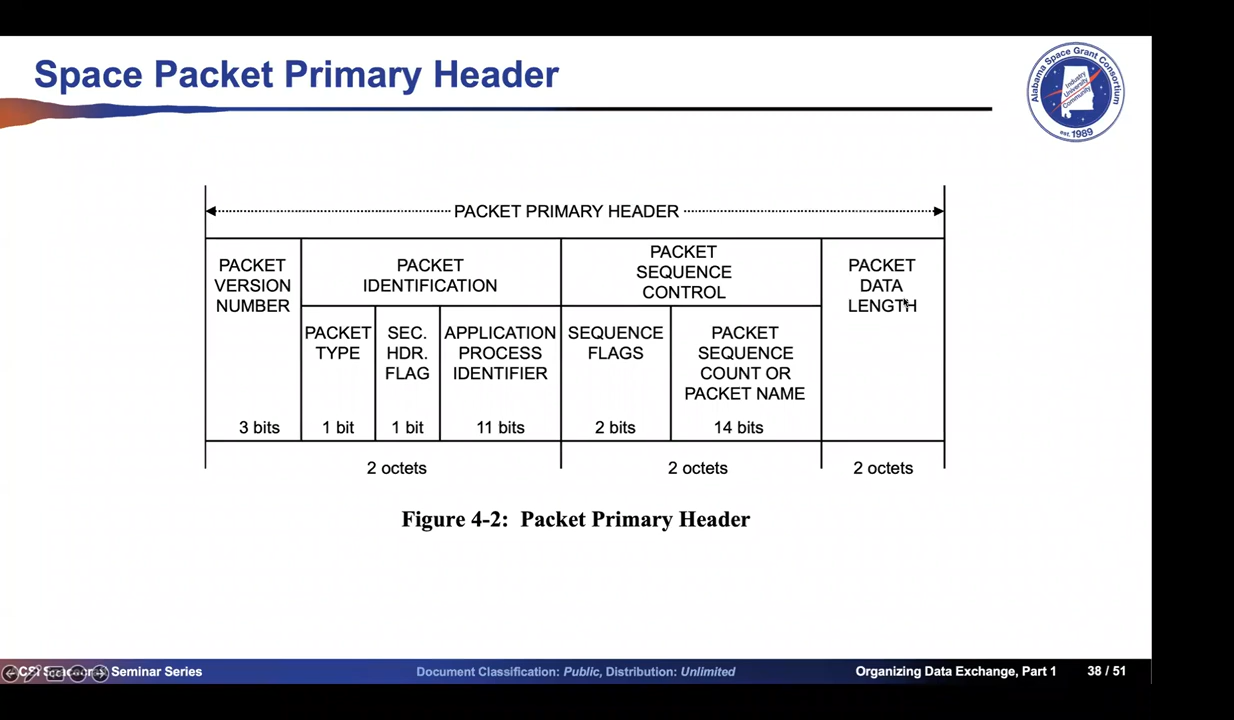 Space Packet Primary Header
Alabama Space Grant Consortium
Industry
University
Community
est. 1989
PACKET PRIMARY HEADER
PACKET
VERSION
NUMBER
3 bits
PACKET
IDENTIFICATION
PACKET
TYPE
1 bit
SEC.
HDR.
FLAG
1 bit
APPLICATION
PROCESS
IDENTIFIER
11 bits
PACKET
SEQUENCE
CONTROL
SEQUENCE
FLAGS
2 bits
PACKET
SEQUENCE
COUNT OR
PACKET NAME
14 bits
PACKET
DATA
LENGTH
2 octets
2 octets
2 octets
Figure 4-2: Packet Primary Header
Seminar Series
Document Classification: Public, Distribution: Unlimited
Organizing Data Exchange, Part 1
38 / 51